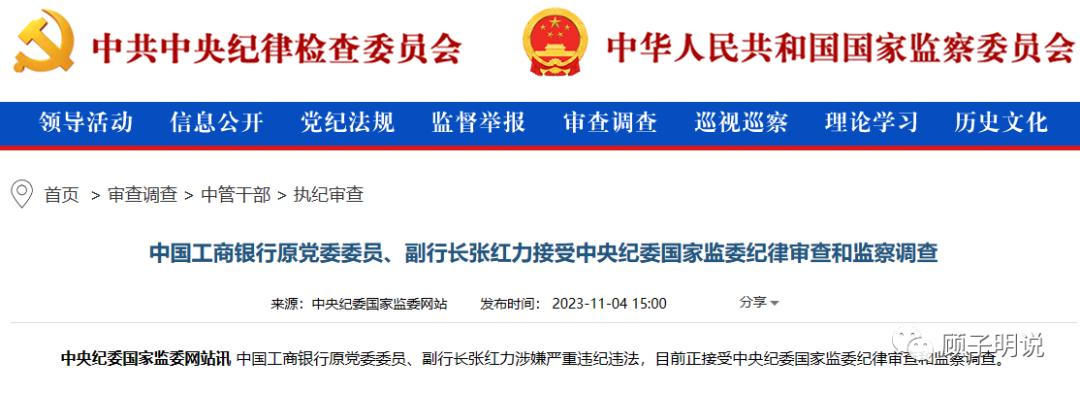 中共中央纪律检查委员会 中华人民共和国国家监察委员会
领导活动 信息公开 党纪法规 监督举报 审查调查 巡视巡察 理论学习 历史文化
首页 > 审查调查 > 中管干部 > 执纪审查
中国工商银行原党委委员、副行长张红力接受中央纪委国家监委纪律审查和监察调查
来源：中央纪委国家监委网站 发布时间： 2023-11-04 15:00 分享
中央纪委国家监委网站讯 中国工商银行原党委委员、副行长张红力涉嫌严重违纪违法，目前正接受中央纪委国家监委纪律审查和监察调查。
顾子明说